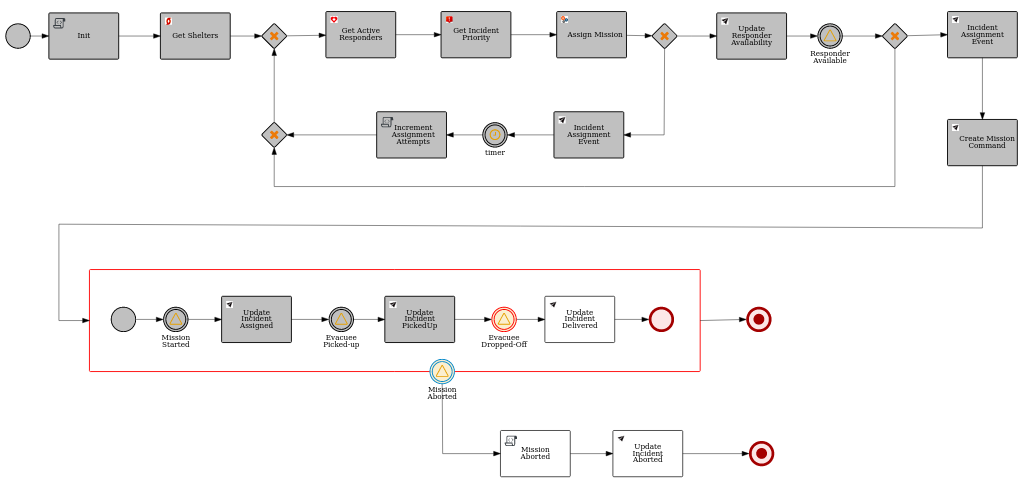 Init
Get Shelters
Get Active
Responders
Get Incident
Priority
Assign Mission
Update
Responder
Availability
Responder
Available
Incident
Assignment
Event
Increment
Assignment
Attempts
timer
Incident
Assignment
Event
Create Mission
Command
Mission
Started
Update
Incident
Assigned
Evacuee
Picked-up
Update
Incident
PickedUp
Evacuee
Dropped-Off
Update
Incident
Delivered
Mission
Aborted
Mission
Aborted
Update
Incident
Aborted